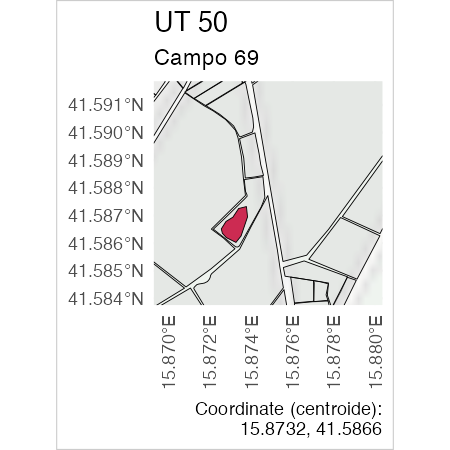 UT 50
Campo 69
41.591°N
41.590°N
41.589°N
41.588°N
41.587°N
41.586°N
41.585°N
41.584°N
15.870°E
15.872°E
15.874°E
15.876°E
15.878°E
15.880°E
Coordinate (centroide):
15.8732, 41.5866